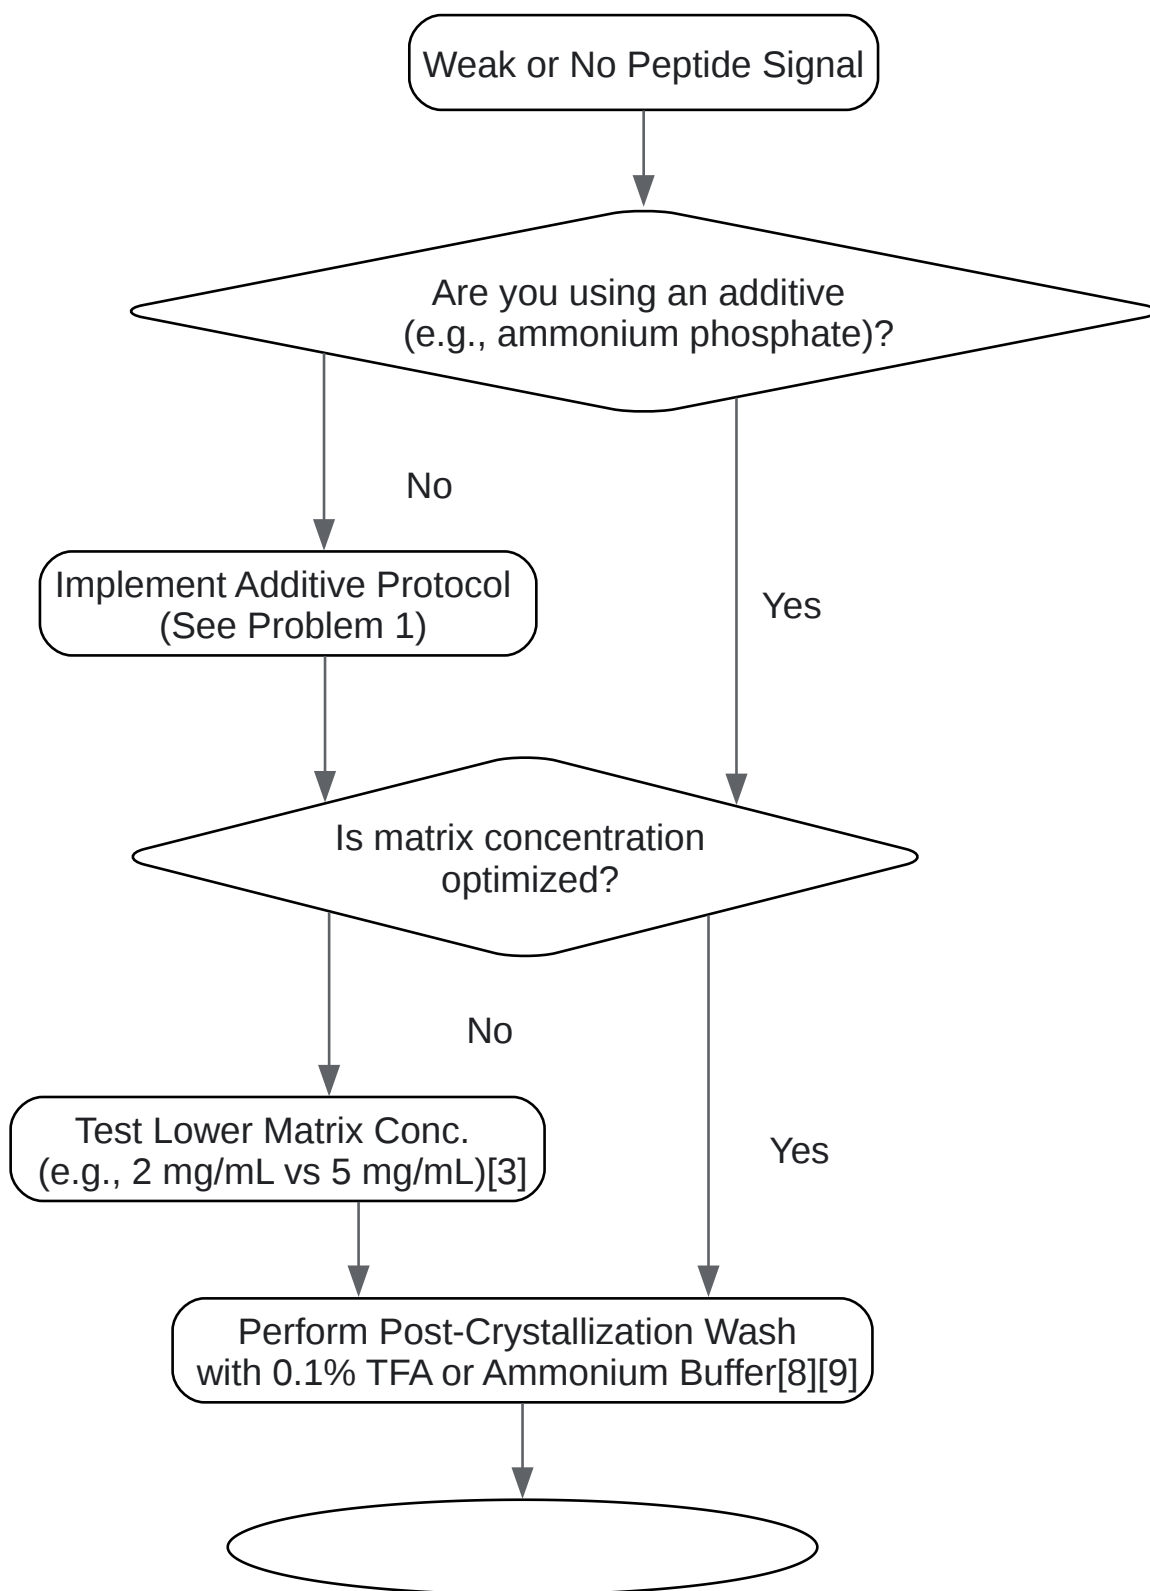 Weak or No Peptide Signal
Are you using an additive
(e.g., ammonium phosphate)?
No
Implement Additive Protocol
(See Problem 1)
Yes
Is matrix concentration
optimized?
No
Test Lower Matrix Conc.
(e.g., 2 mg/mL vs 5 mg/mL)[3]
Yes
Perform Post-Crystallization Wash
with 0.1% TFA or Ammonium Buffer[8][9]